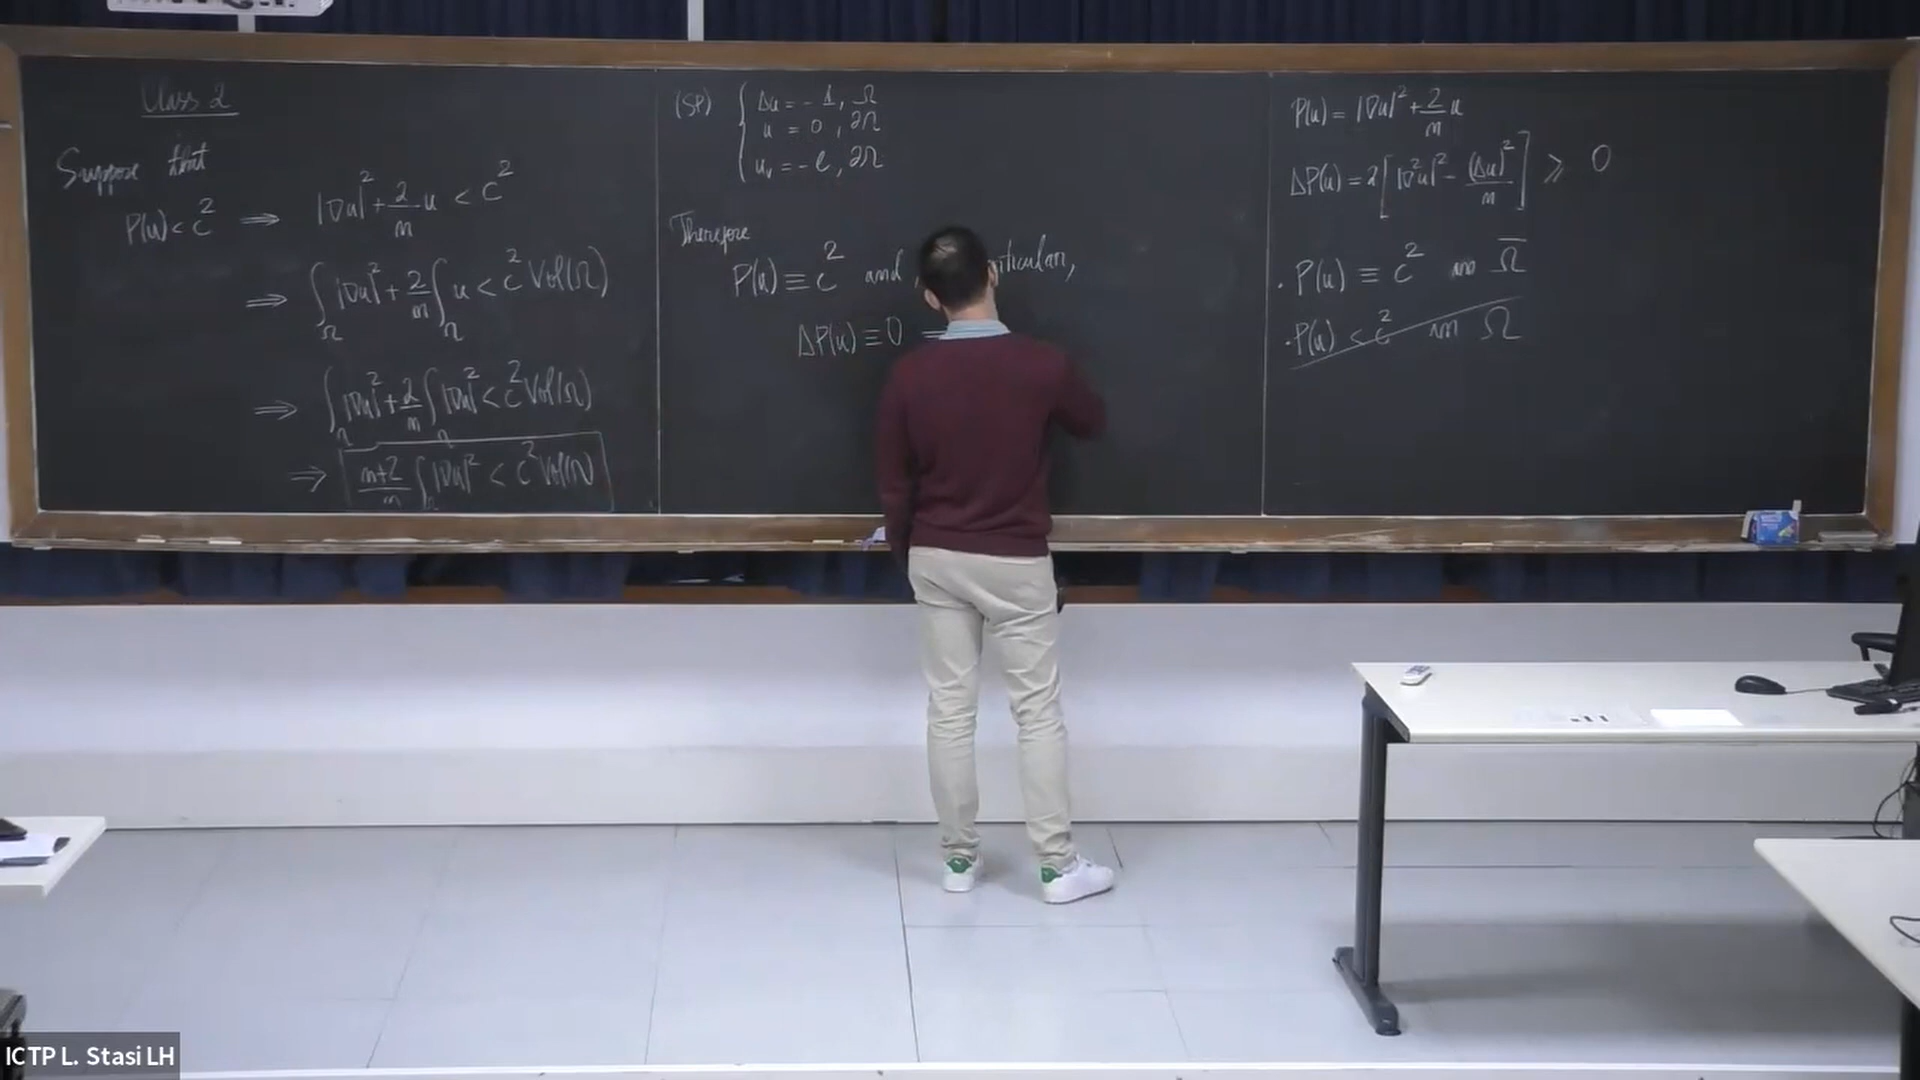 Class 2
Suppose that
P(u) < c² ⇒ |∇u|² + 2/n u < c²
⇒ ∫_Ω |∇u|² + 2/n ∫_Ω u < c² Vol(Ω)
⇒ ∫_Ω |∇u|² + 2/n ∫_Ω |∇u|² < c² Vol(Ω)
⇒ (n+2)/n ∫_Ω |∇u|² < c² Vol(Ω)
(SP) { Δu = -1, Ω
u = 0, ∂Ω
u_ν = -c, ∂Ω
Therefore
P(u) ≡ c² and
ΔP(u) ≡ 0
P(u) = |∇u|² + 2/n u
ΔP(u) = 2[|∇²u|² - (Δu)²/n] ⩾ 0
· P(u) ≡ c² in Ω̅
· P(u) < c² in Ω
ICTP L. Stasi LH